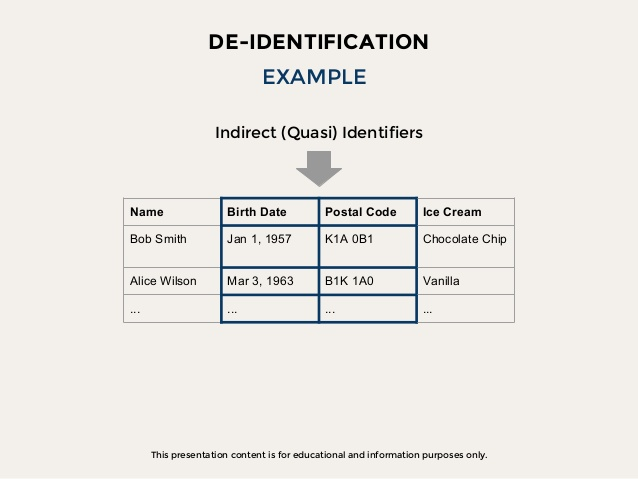 DE-IDENTIFICATION
EXAMPLE
Indirect (Quasi) Identifiers
Name Birth Date Postal Code Ice Cream
Bob Smith Jan 1, 1957 K1A 0B1 Chocolate Chip
Alice Wilson Mar 3, 1963 B1K 1A0 Vanilla
... ... ... ...
This presentation content is for educational and information purposes only.